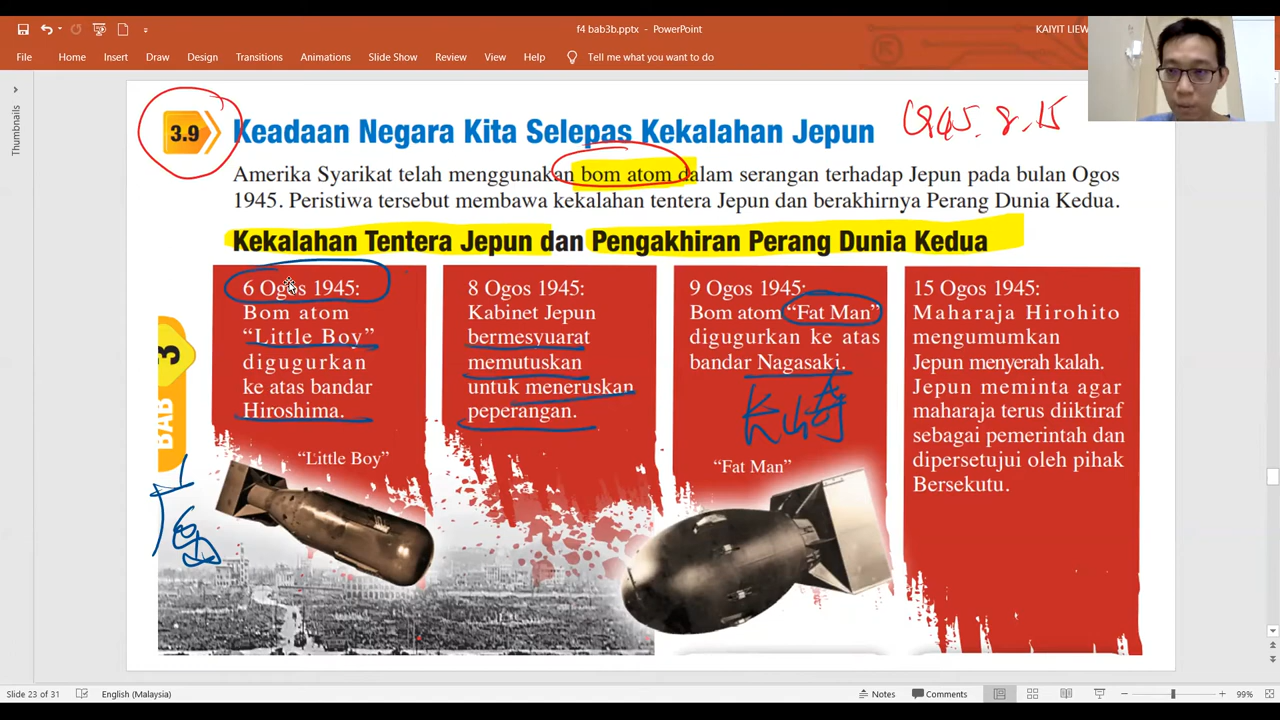 f4 bab3b.pptx - PowerPoint
KAIYIT LIEW
File Home Insert Draw Design Transitions Animations Slide Show Review View Help Tell me what you want to do
Thumbnails
3.9
Keadaan Negara Kita Selepas Kekalahan Jepun
1945. 8. 15
Amerika Syarikat telah menggunakan bom atom dalam serangan terhadap Jepun pada bulan Ogos
1945. Peristiwa tersebut membawa kekalahan tentera Jepun dan berakhirnya Perang Dunia Kedua.
Kekalahan Tentera Jepun dan Pengakhiran Perang Dunia Kedua
6 Ogos 1945:
Bom atom
“Little Boy”
digugurkan
ke atas bandar
Hiroshima.
“Little Boy”
8 Ogos 1945:
Kabinet Jepun
bermesyuarat
memutuskan
untuk meneruskan
peperangan.
9 Ogos 1945:
Bom atom “Fat Man”
digugurkan ke atas
bandar Nagasaki.
长崎
“Fat Man”
15 Ogos 1945:
Maharaja Hirohito
mengumumkan
Jepun menyerah kalah.
Jepun meminta agar
maharaja terus diiktiraf
sebagai pemerintah dan
dipersetujui oleh pihak
Bersekutu.
BAB 3
广岛
Slide 23 of 31 English (Malaysia) Notes Comments 99%